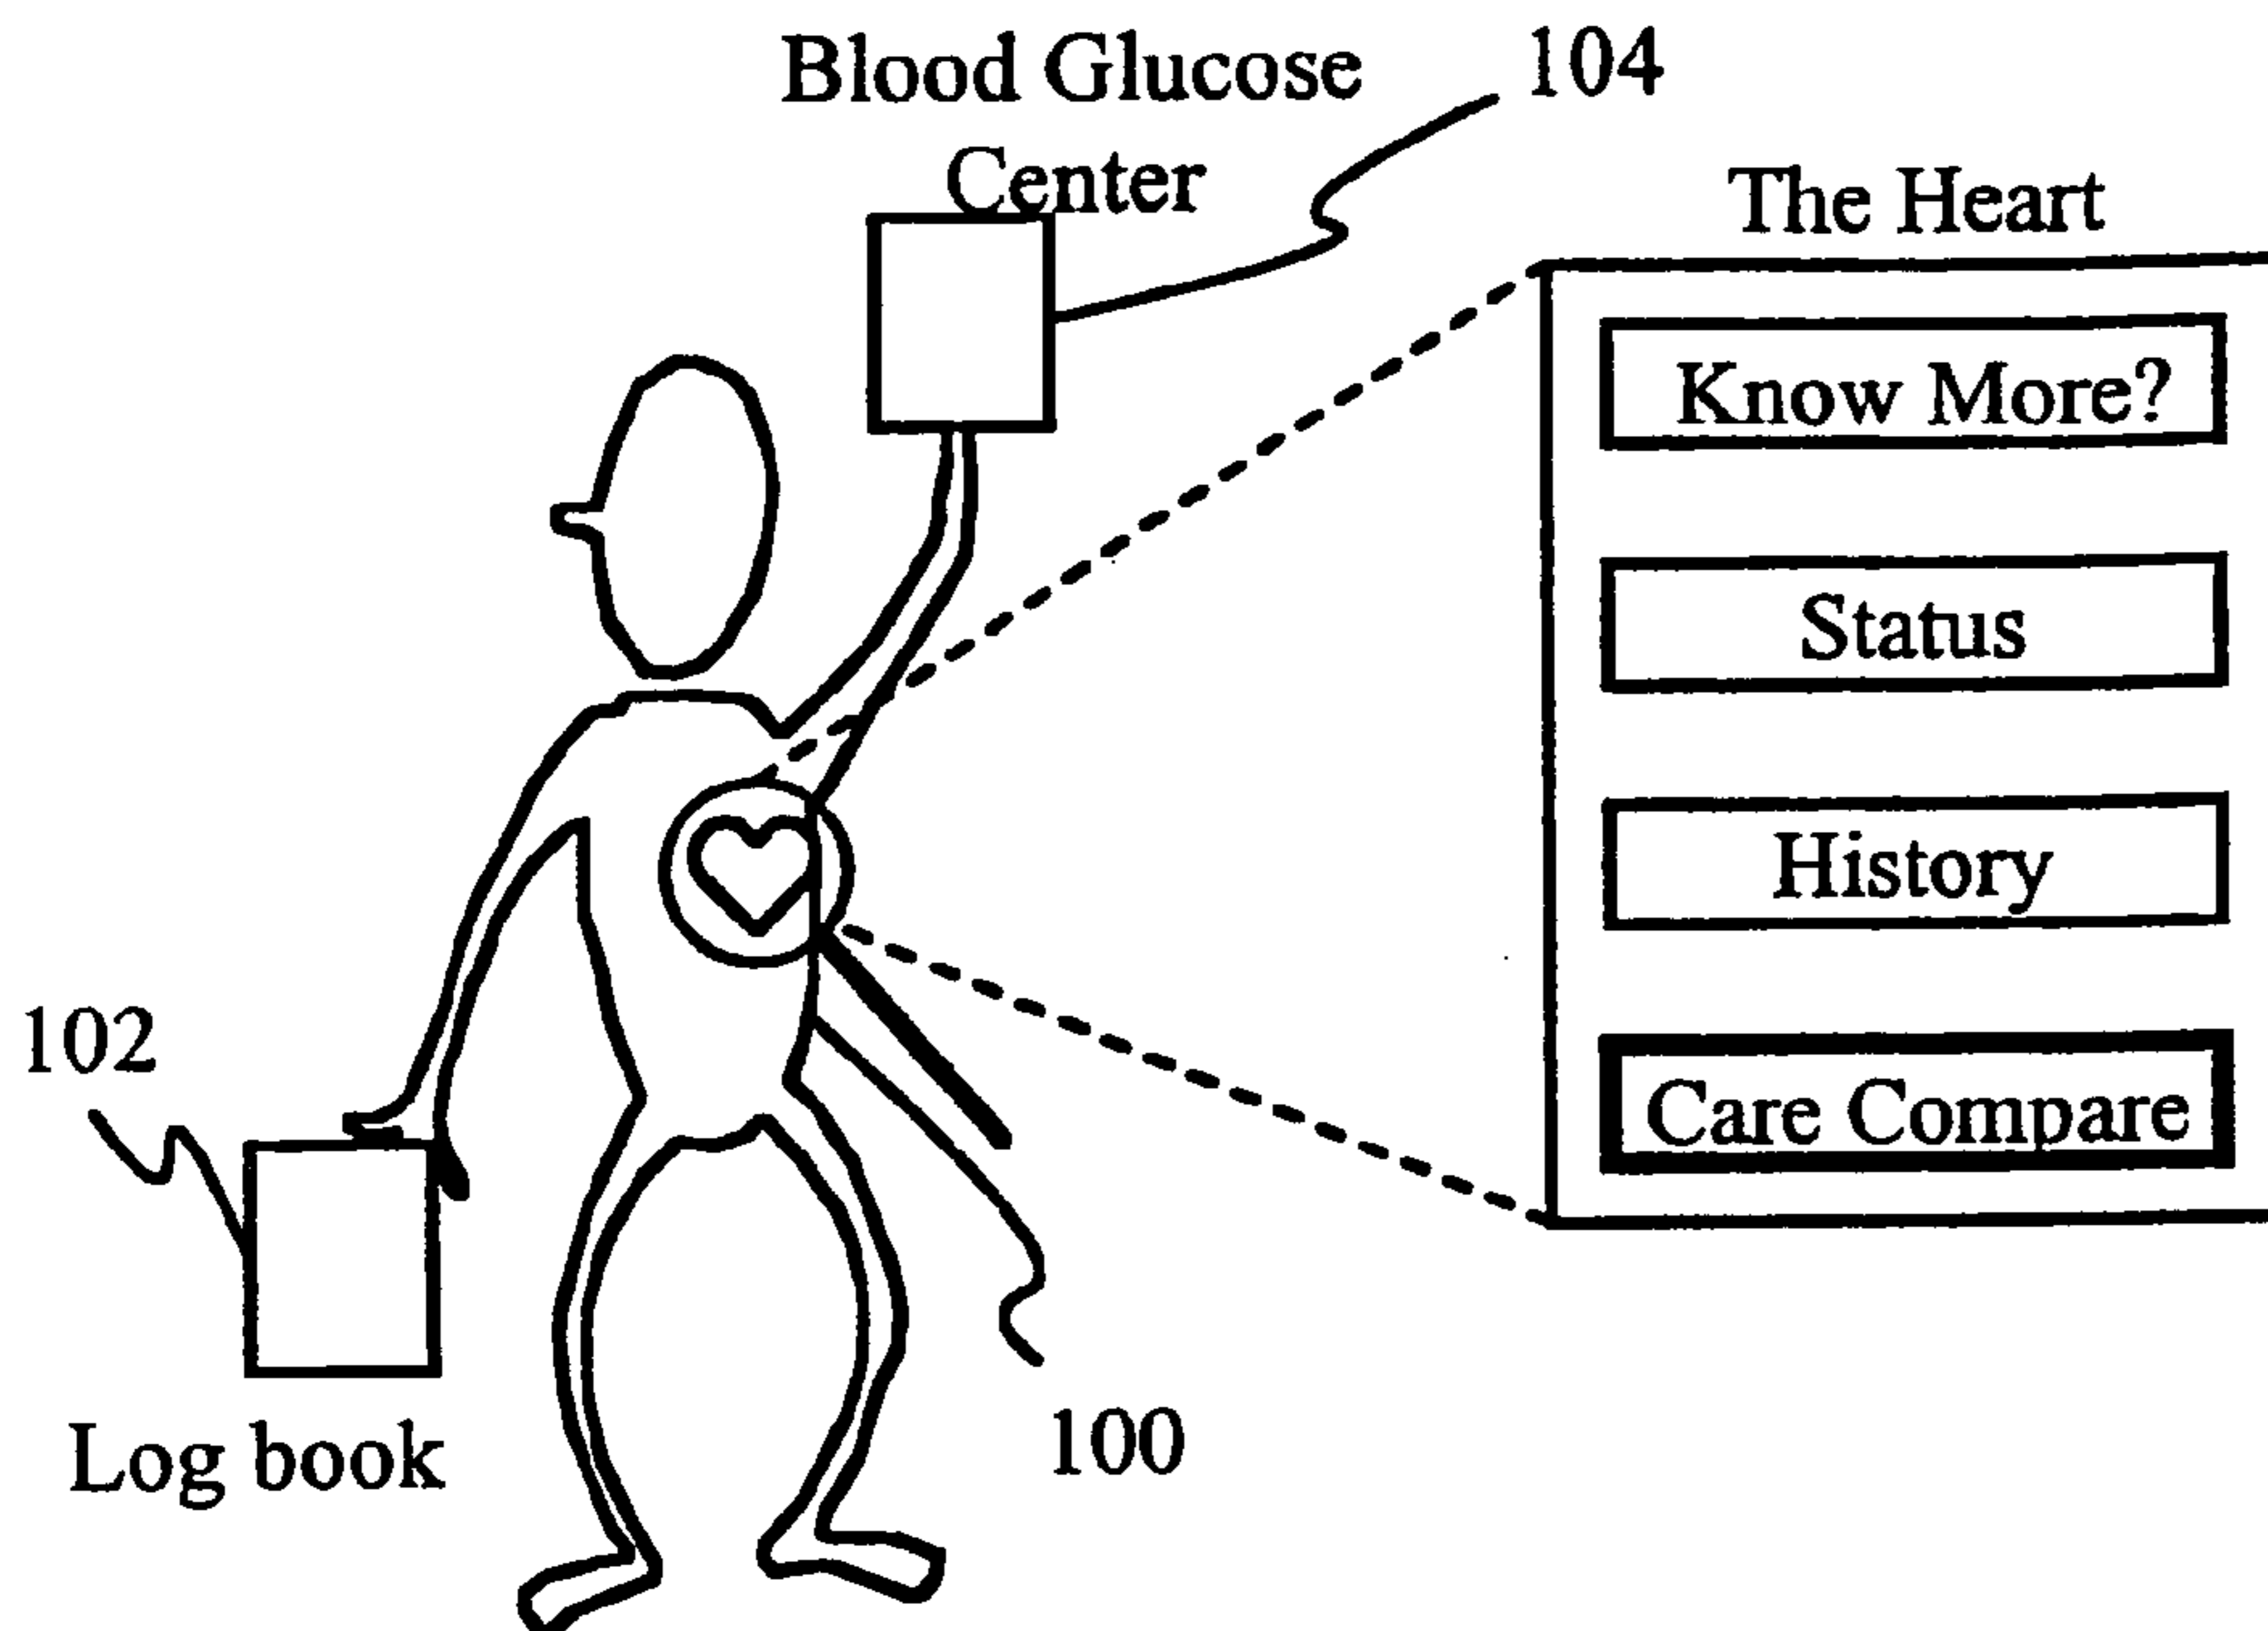 Blood Glucose
Center
104
The Heart
Know More?
Status
History
Care Compare
102
Log book
100